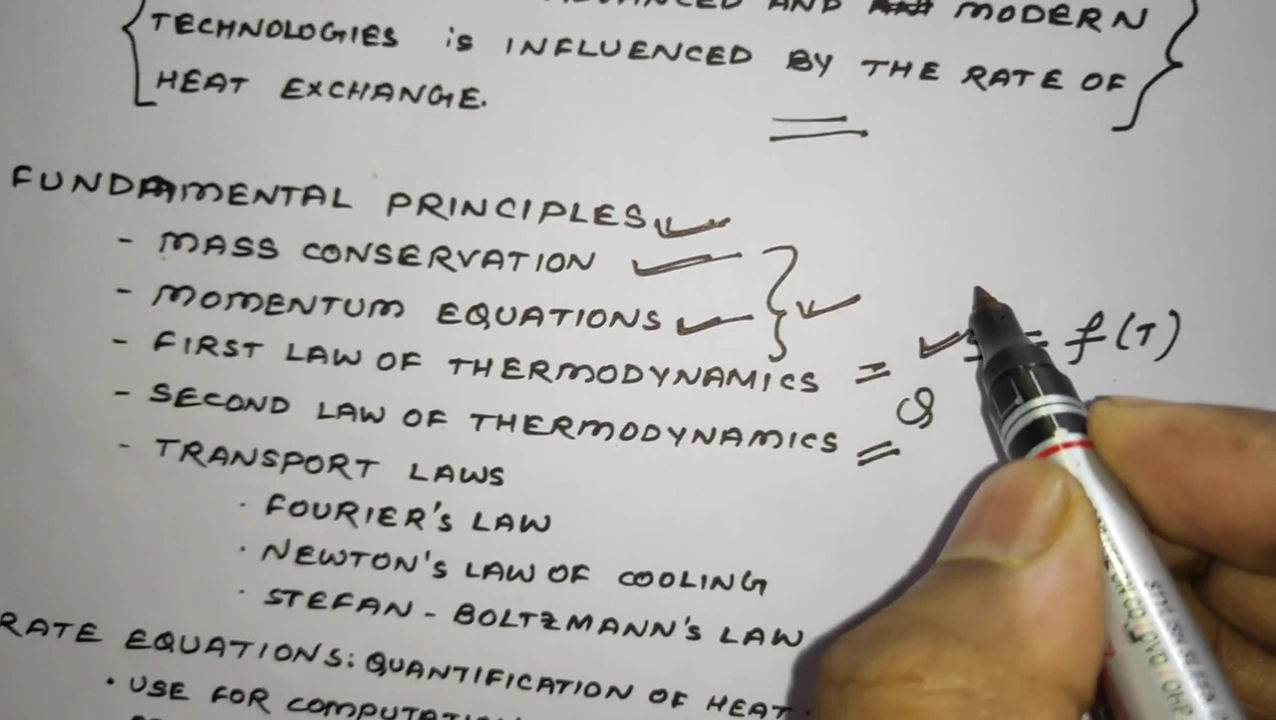 AND MODERN
TECHNOLOGIES is INFLUENCED BY THE RATE OF
HEAT EXCHANGE.
FUNDAMENTAL PRINCIPLES
- MASS CONSERVATION
- MOMENTUM EQUATIONS
- FIRST LAW OF THERMODYNAMICS = f(T)
- SECOND LAW OF THERMODYNAMICS
- TRANSPORT LAWS
· FOURIER'S LAW
· NEWTON'S LAW OF COOLING
· STEFAN - BOLTZMANN'S LAW
RATE EQUATIONS: QUANTIFICATION OF HEAT
· USE FOR